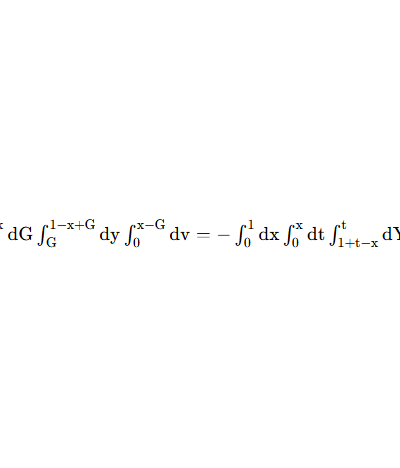 x dG ∫_G^{1−x+G} dy ∫_0^{x−G} dv = − ∫_0^1 dx ∫_0^x dt ∫_{1+t−x}^t dY